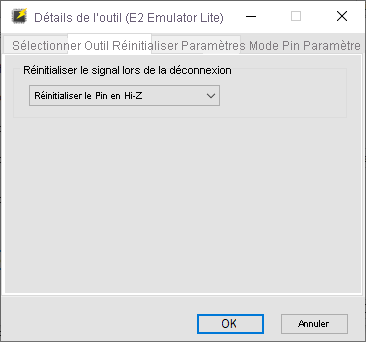 Détails de l'outil (E2 Emulator Lite)
Sélectionner Outil Réinitialiser Paramètres Mode Pin Paramètre
Réinitialiser le signal lors de la déconnexion
Réinitialiser le Pin en Hi-Z
OK
Annuler